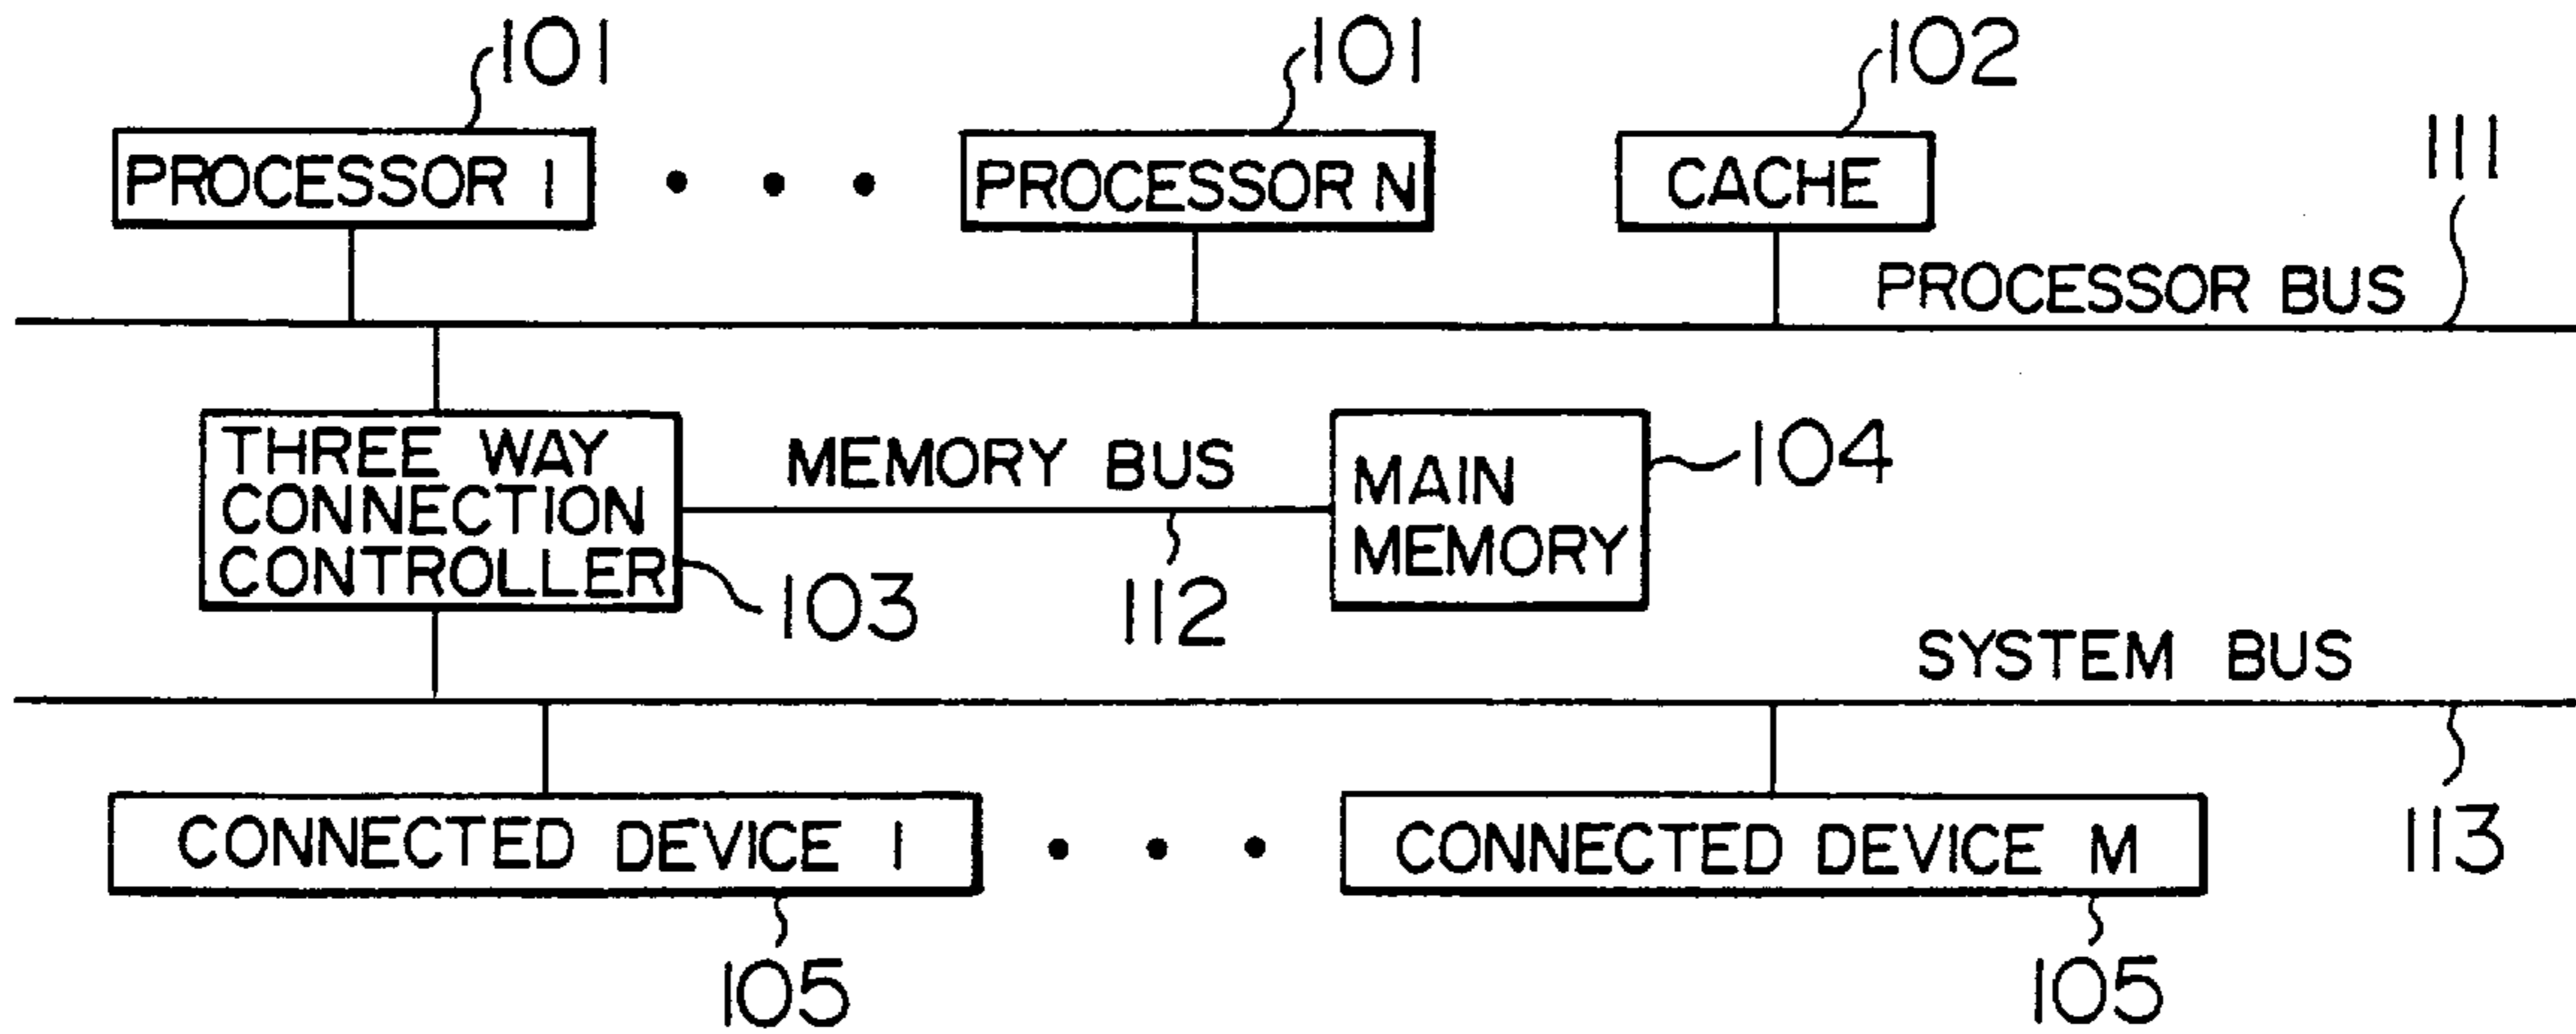 101
101
102
PROCESSOR 1
• • •
PROCESSOR N
CACHE
111
PROCESSOR BUS
THREE WAY
CONNECTION
CONTROLLER
103
MEMORY BUS
112
MAIN
MEMORY
104
SYSTEM BUS
113
CONNECTED DEVICE 1
• • •
CONNECTED DEVICE M
105
105